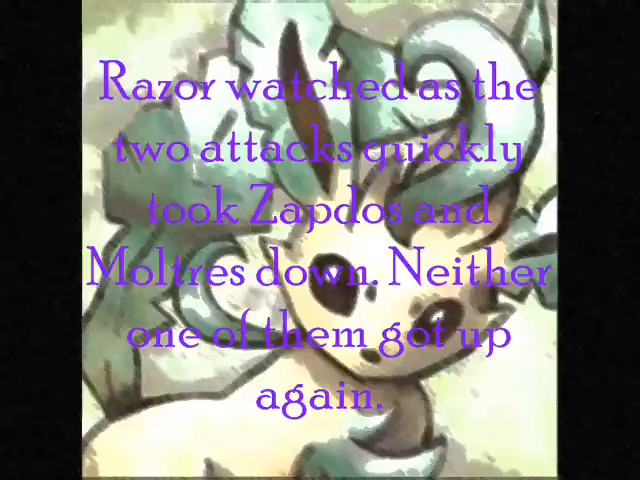 Razor watched as the
two attacks quickly
took Zapdos and
Moltres down. Neither
one of them got up
again.